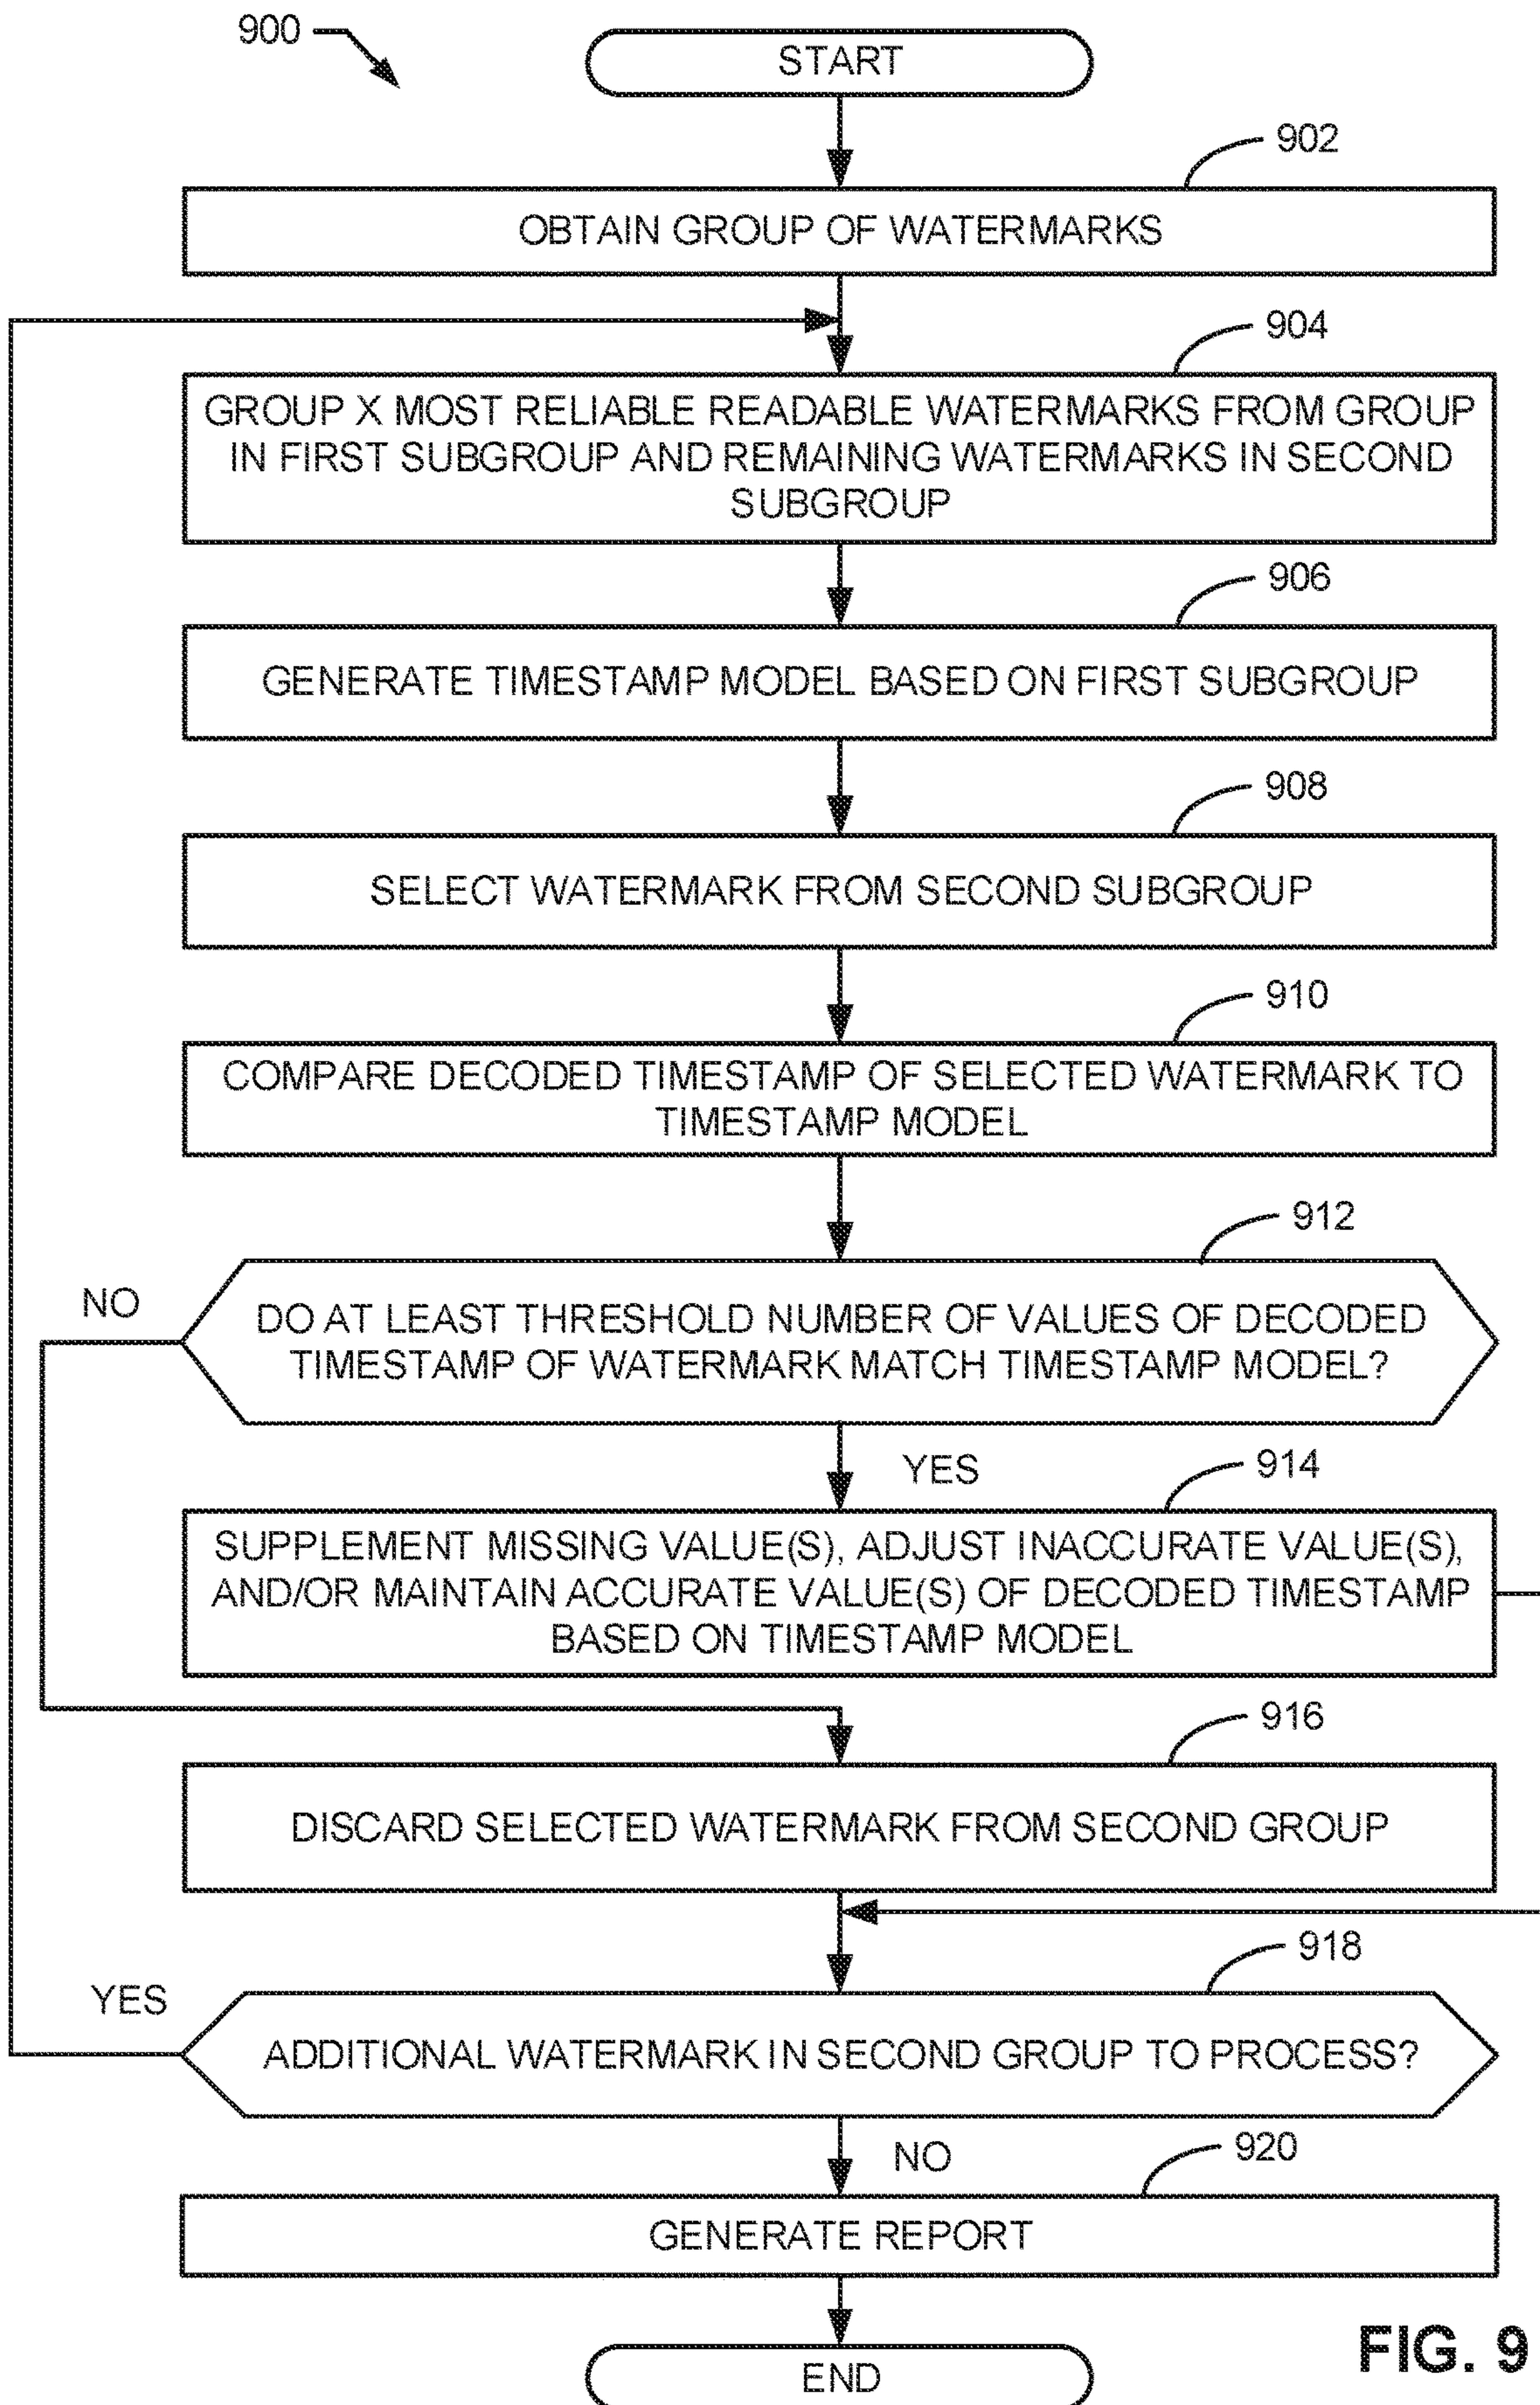 900
START
902
OBTAIN GROUP OF WATERMARKS
904
GROUP X MOST RELIABLE READABLE WATERMARKS FROM GROUP
IN FIRST SUBGROUP AND REMAINING WATERMARKS IN SECOND
SUBGROUP
906
GENERATE TIMESTAMP MODEL BASED ON FIRST SUBGROUP
908
SELECT WATERMARK FROM SECOND SUBGROUP
910
COMPARE DECODED TIMESTAMP OF SELECTED WATERMARK TO
TIMESTAMP MODEL
912
NO
DO AT LEAST THRESHOLD NUMBER OF VALUES OF DECODED
TIMESTAMP OF WATERMARK MATCH TIMESTAMP MODEL?
YES
914
SUPPLEMENT MISSING VALUE(S), ADJUST INACCURATE VALUE(S),
AND/OR MAINTAIN ACCURATE VALUE(S) OF DECODED TIMESTAMP
BASED ON TIMESTAMP MODEL
916
DISCARD SELECTED WATERMARK FROM SECOND GROUP
918
YES
ADDITIONAL WATERMARK IN SECOND GROUP TO PROCESS?
NO
920
GENERATE REPORT
END
FIG. 9